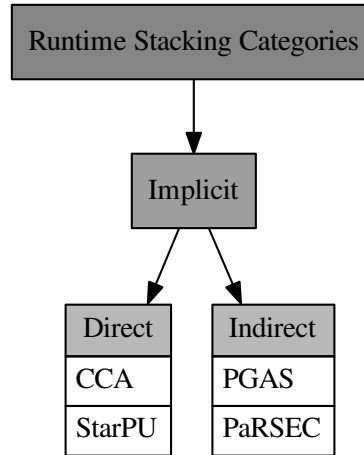 Runtime Stacking Categories
Implicit
Direct
CCA
StarPU
Indirect
PGAS
PaRSEC